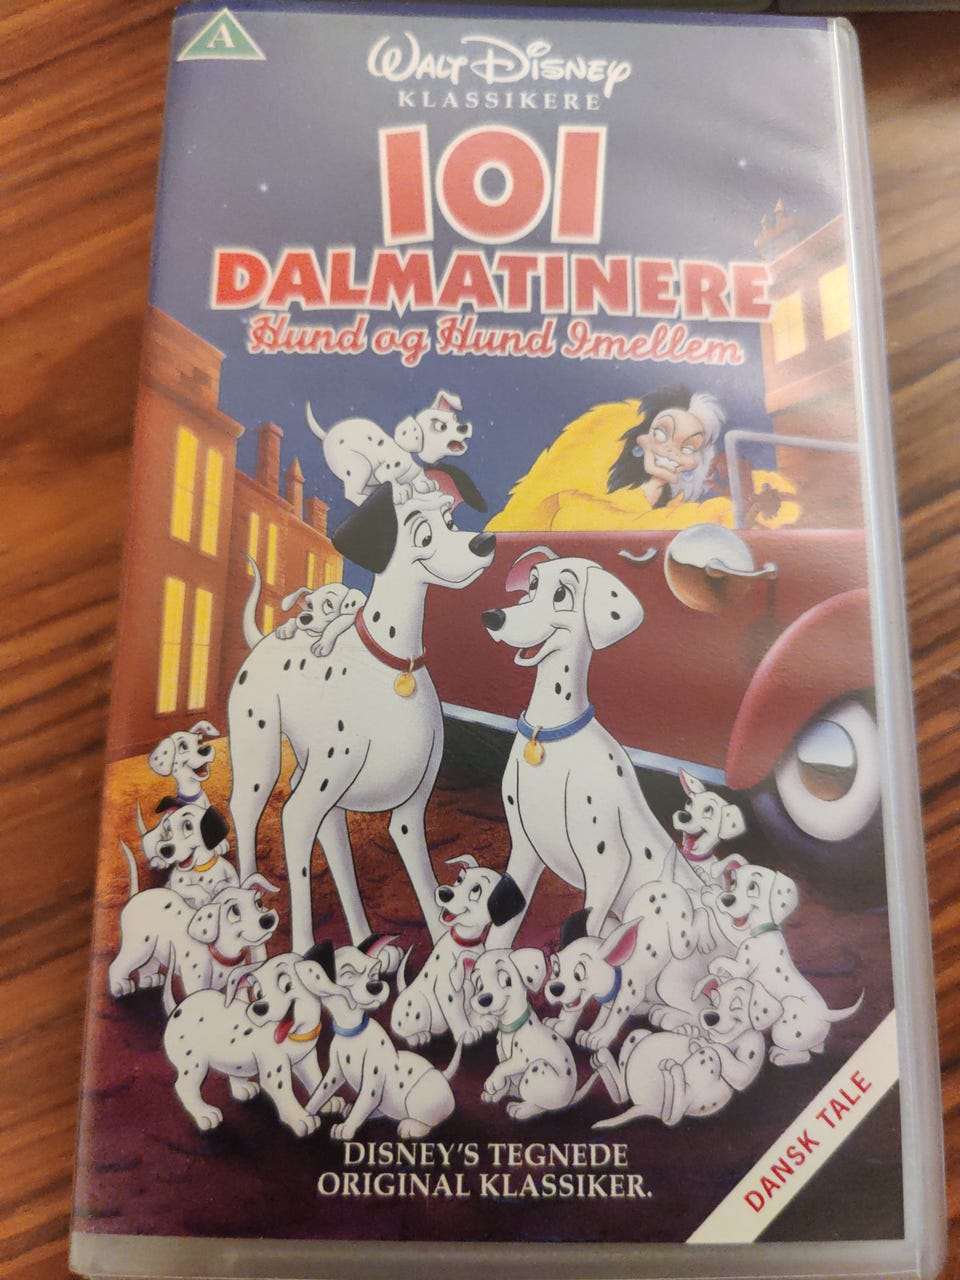 A
WALT DISNEY
KLASSIKERE
101
DALMATINERE
Hund og Hund Imellem
DISNEY'S TEGNEDE
ORIGINAL KLASSIKER.
DANSK TALE